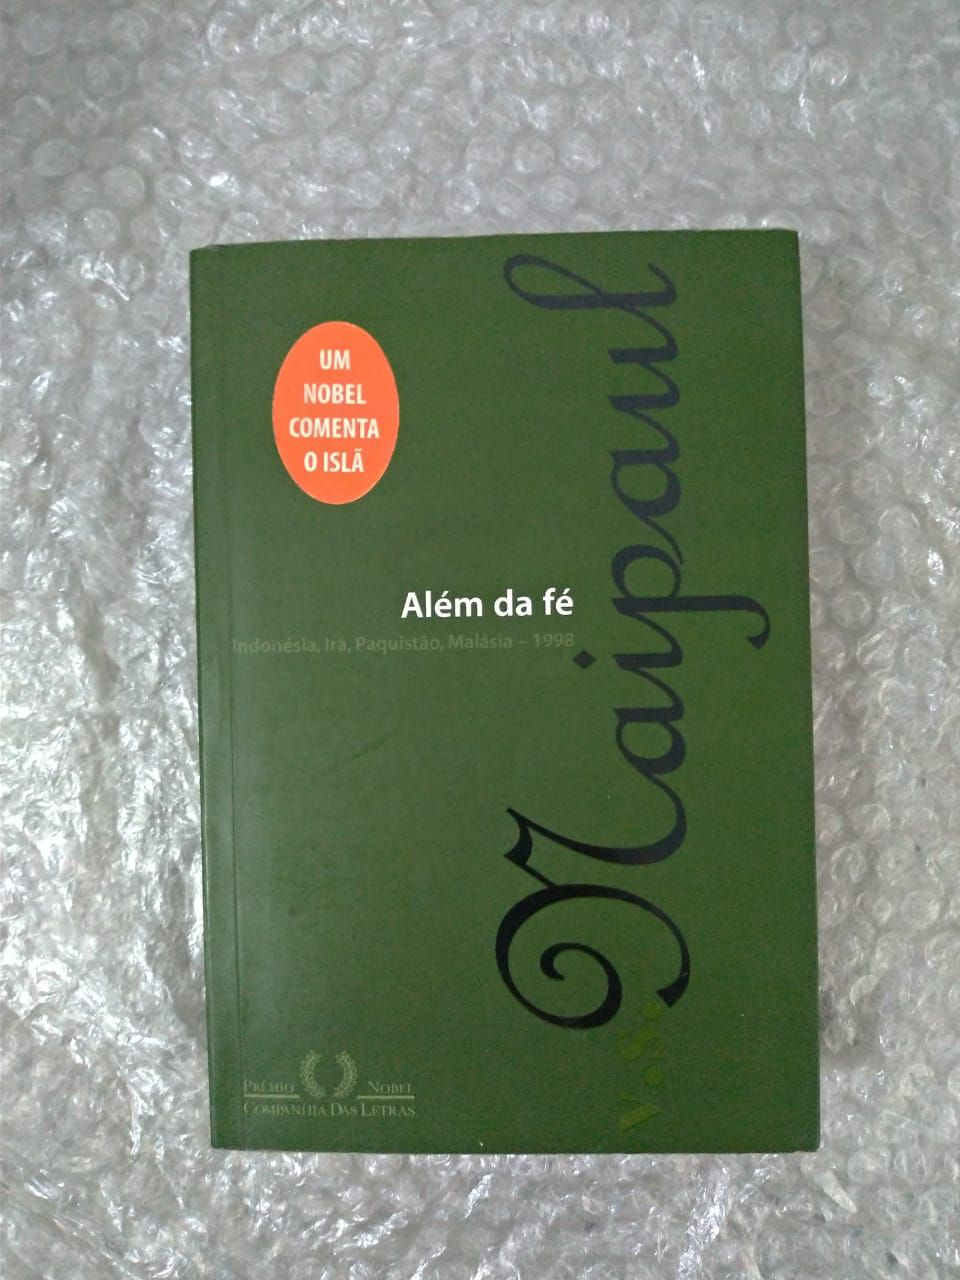 UM
NOBEL
COMENTA
O ISLÃ
Além da fé
Indonésia, Irã, Paquistão, Malásia – 1998
V. S.
Naipaul
PRÊMIO NOBEL
COMPANHIA DAS LETRAS